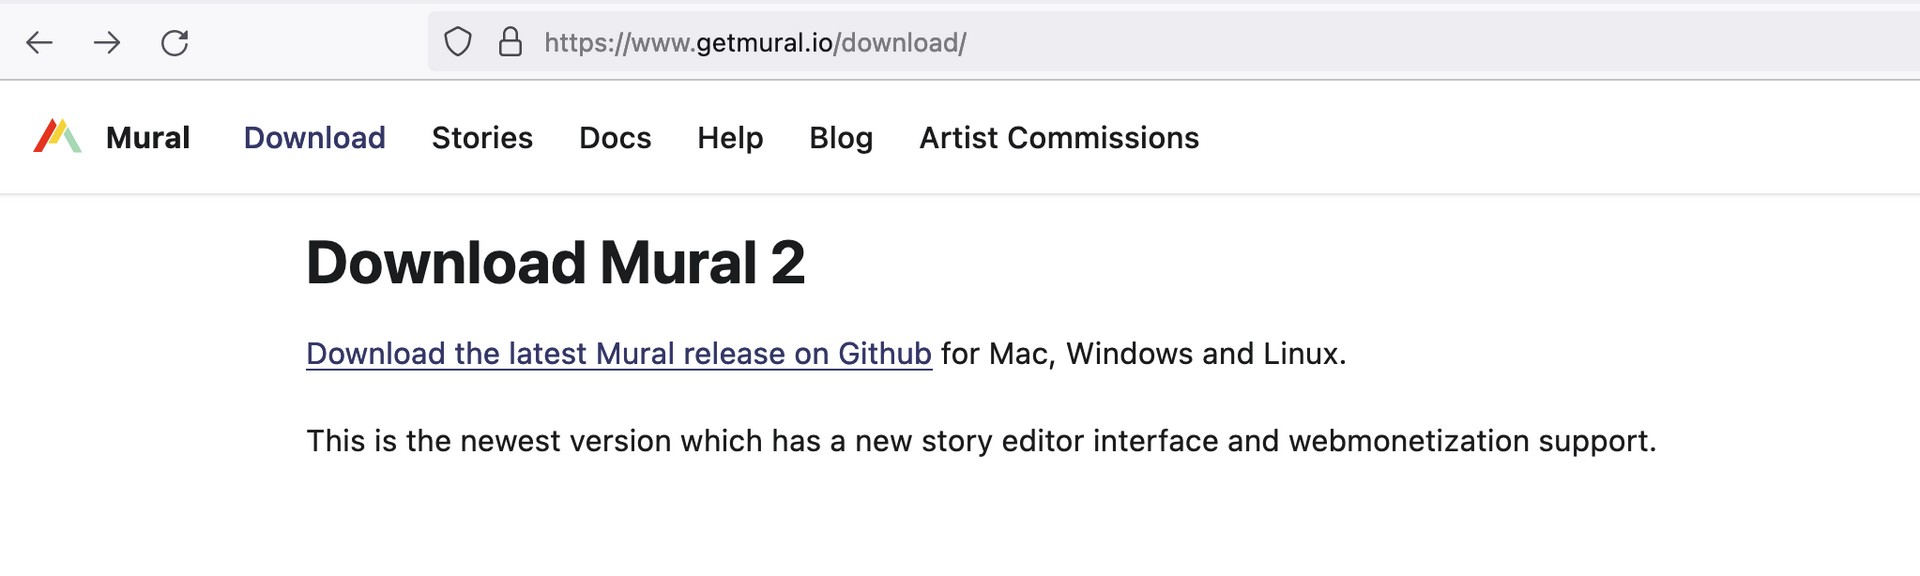 https://www.getmural.io/download/
Mural Download Stories Docs Help Blog Artist Commissions
Download Mural 2
Download the latest Mural release on Github for Mac, Windows and Linux.
This is the newest version which has a new story editor interface and webmonetization support.